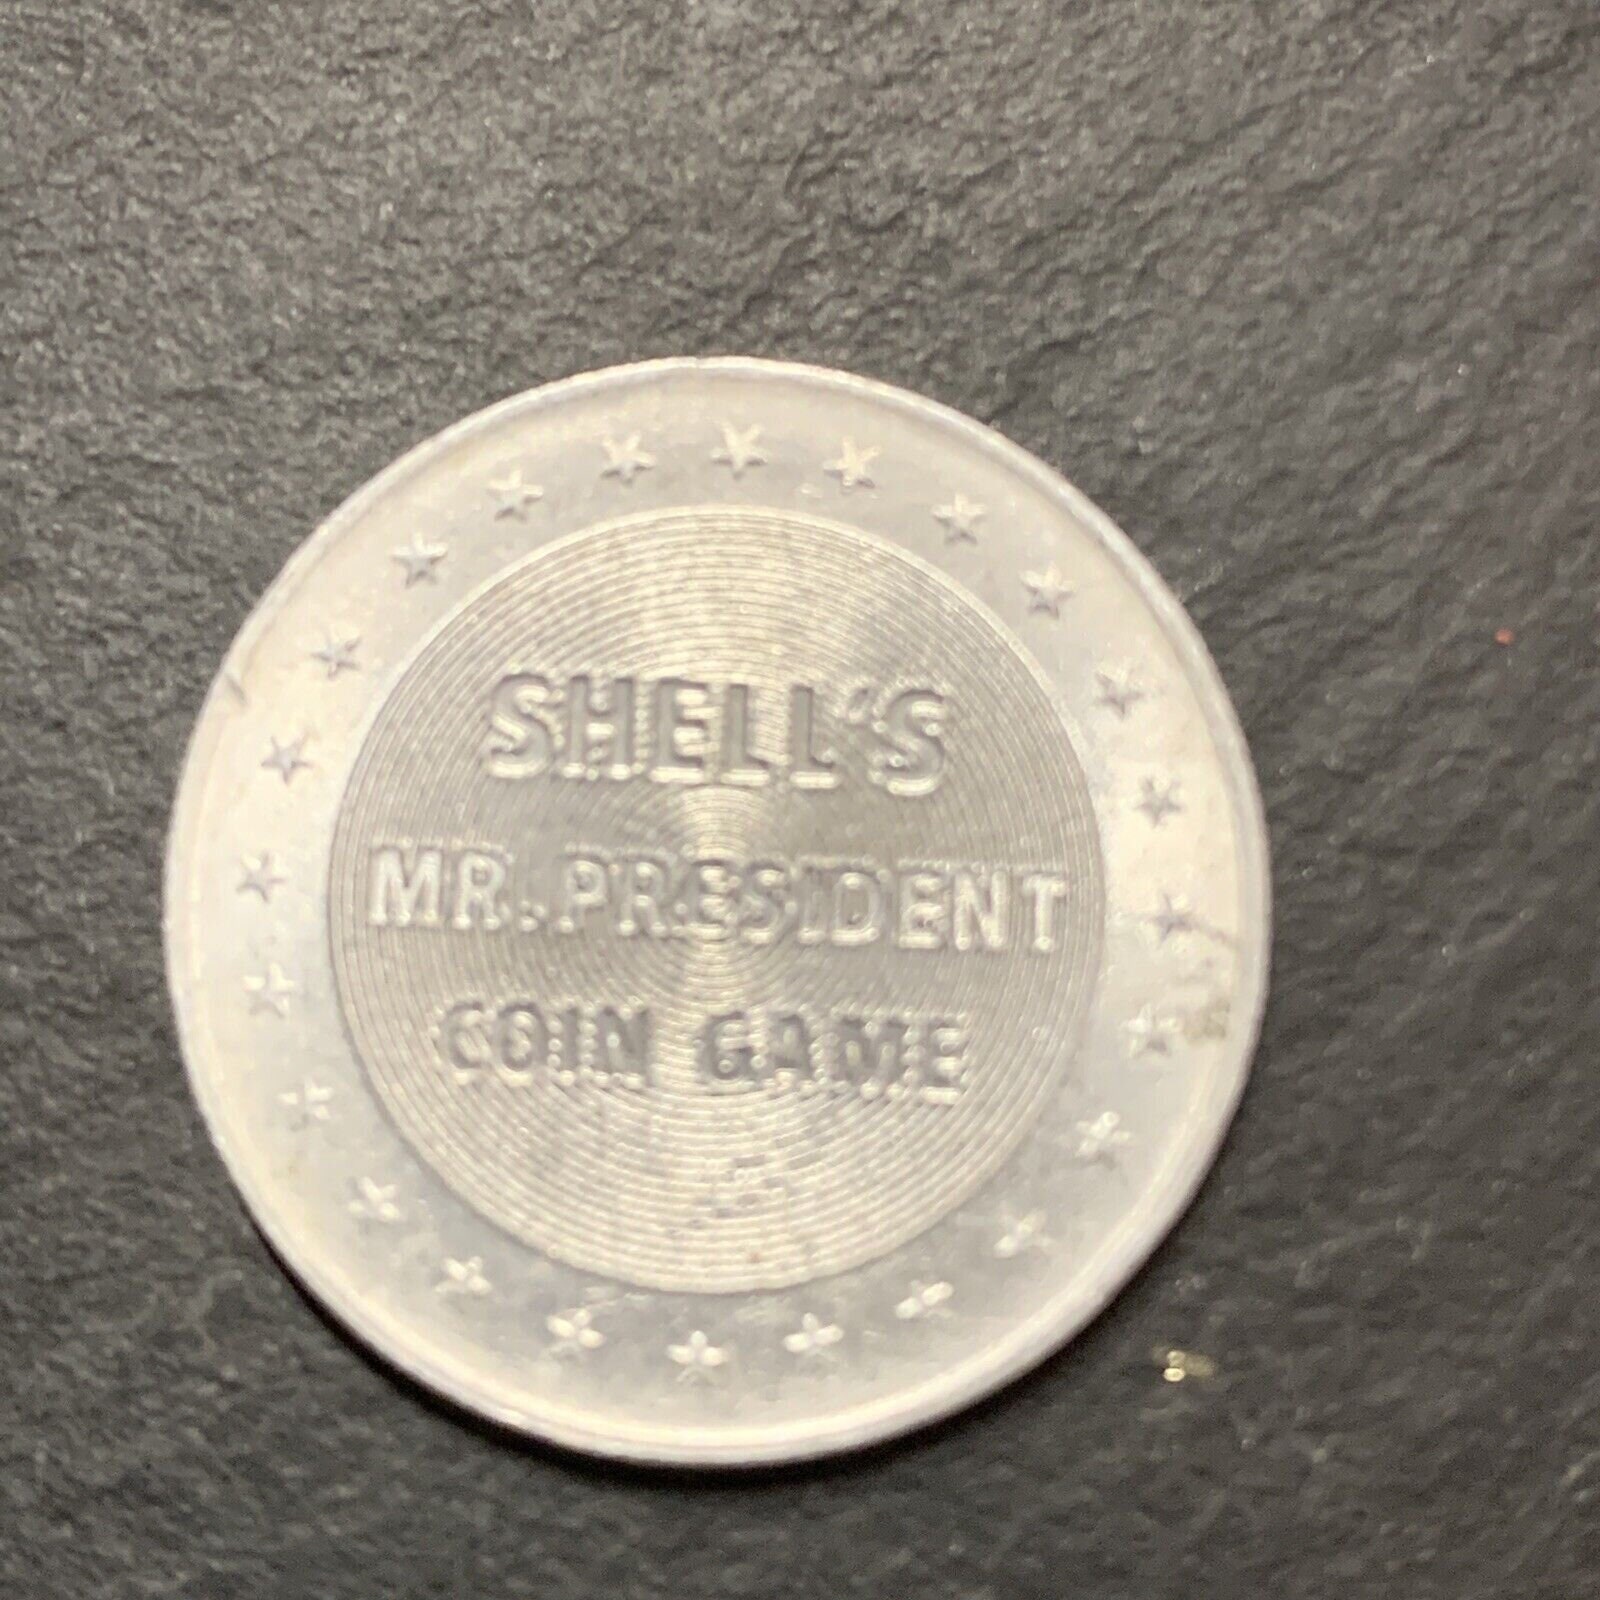 SHELL'S
MR. PRESIDENT
COIN GAME